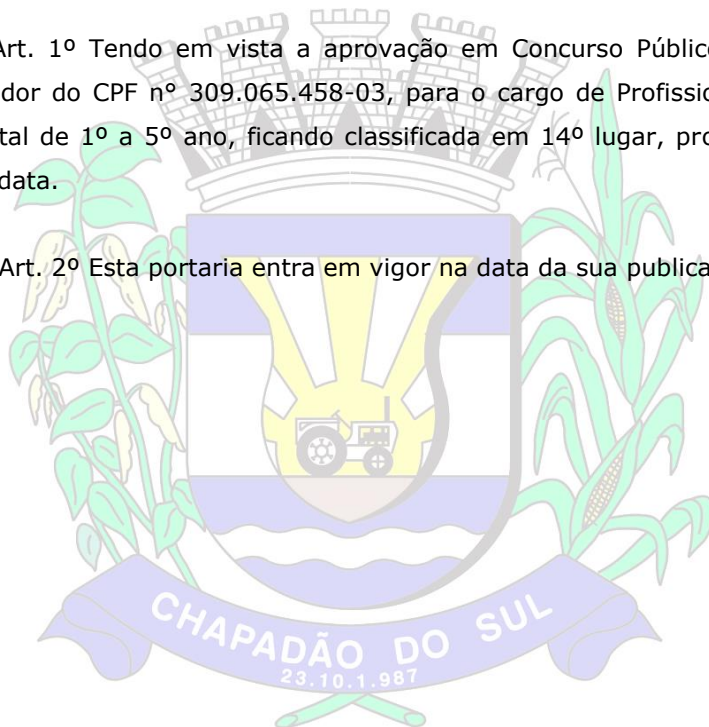 Art. 1º Tendo em vista a aprovação em Concurso Público
dor do CPF n° 309.065.458-03, para o cargo de Profissio
tal de 1º a 5º ano, ficando classificada em 14º lugar, pro
data.
Art. 2º Esta portaria entra em vigor na data da sua publica
CHAPADÃO DO SUL
23.10.1.987